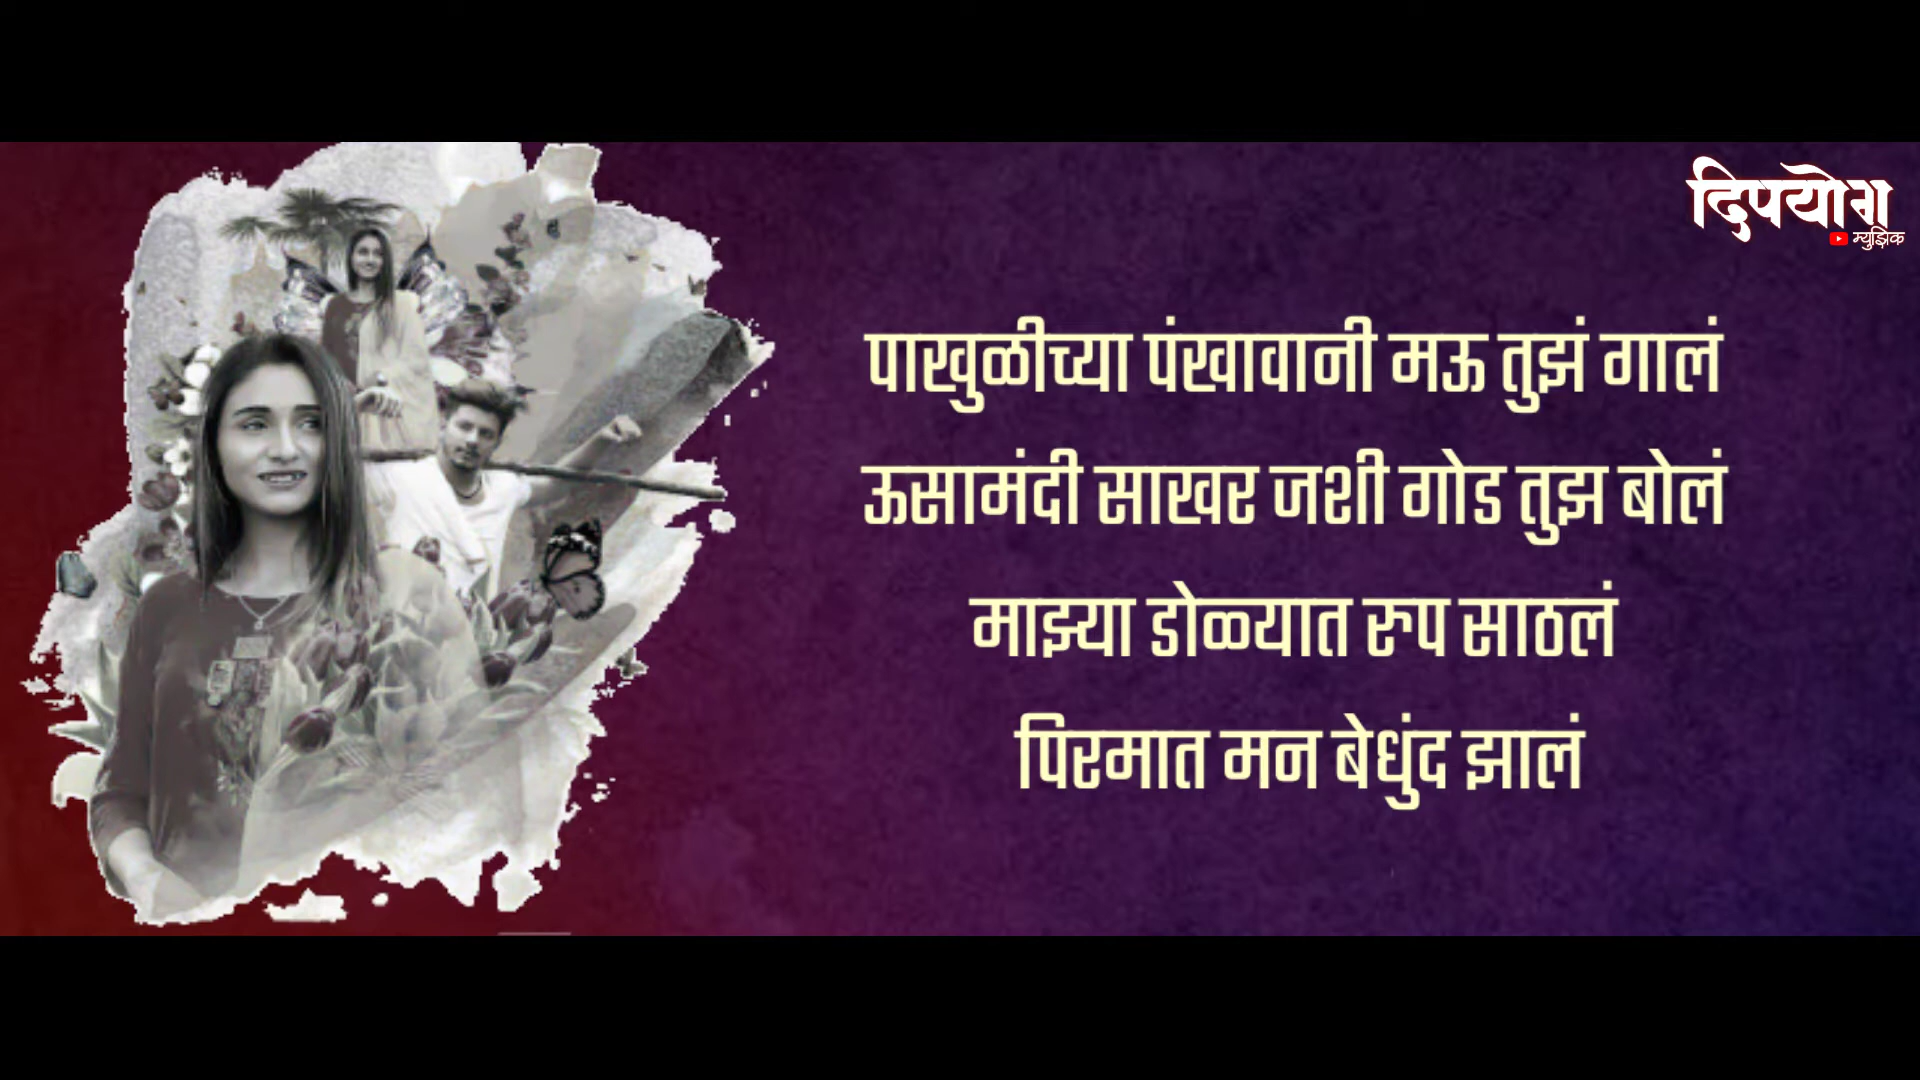 दिपयोग
म्युझिक
पाखुळीच्या पंखावानी मऊ तुझं गालं
ऊसामंदी साखर जशी गोड तुझ बोलं
माझ्या डोळ्यात रुप साठलं
पिरमात मन बेधुंद झालं